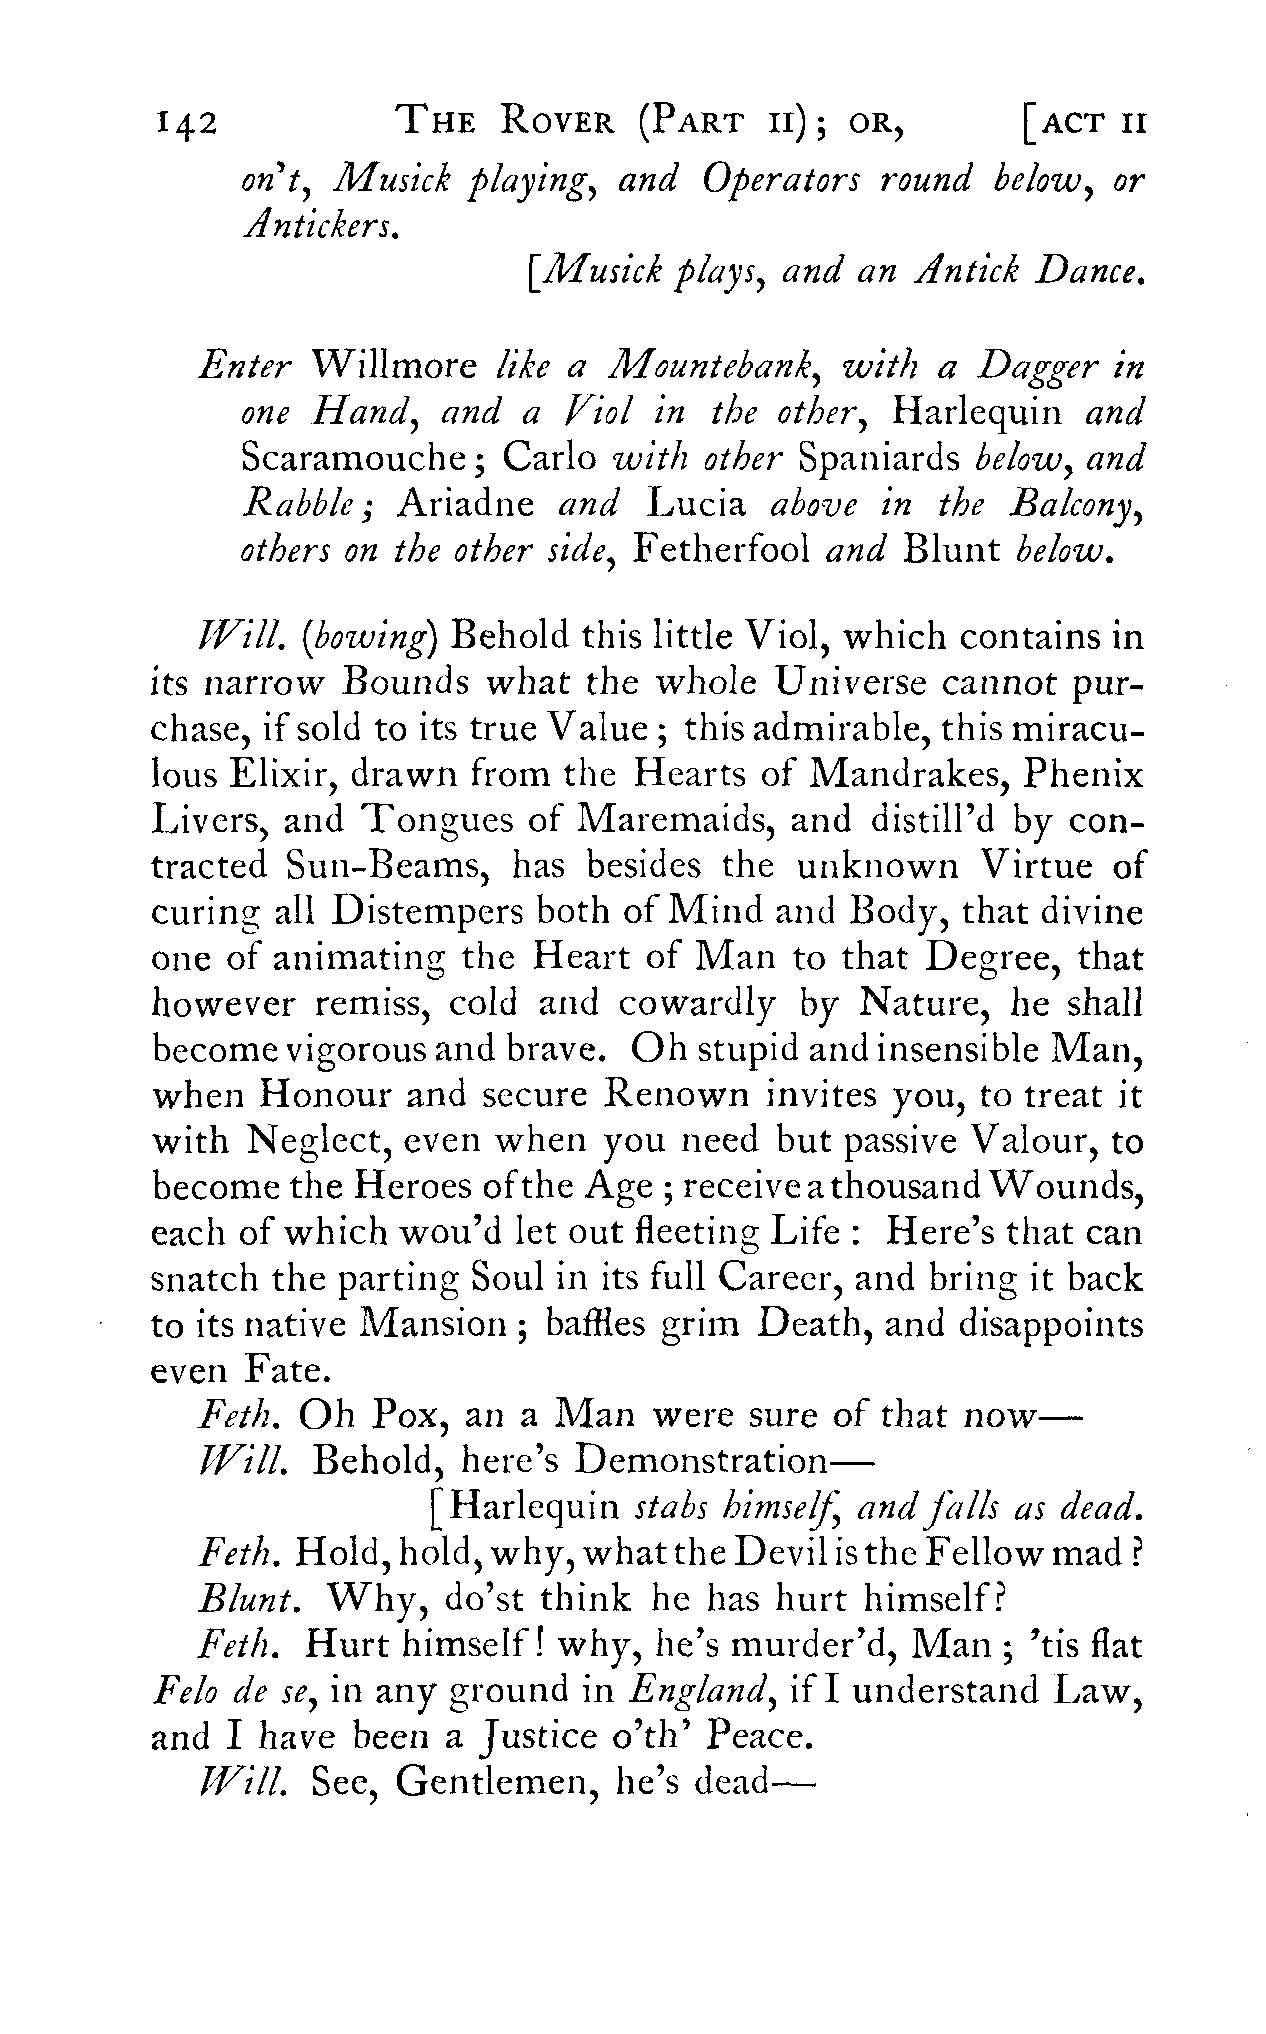 142 THE ROVER (PART II); OR, [ACT II
on't, Musick playing, and Operators round below, or
Antickers.
[Musick plays, and an Antick Dance.
Enter Willmore like a Mountebank, with a Dagger in
one Hand, and a Viol in the other, Harlequin and
Scaramouche; Carlo with other Spaniards below, and
Rabble; Ariadne and Lucia above in the Balcony,
others on the other side, Fetherfool and Blunt below.
Will. (bowing) Behold this little Viol, which contains in
its narrow Bounds what the whole Universe cannot pur-
chase, if sold to its true Value; this admirable, this miracu-
lous Elixir, drawn from the Hearts of Mandrakes, Phenix
Livers, and Tongues of Maremaids, and distill'd by con-
tracted Sun-Beams, has besides the unknown Virtue of
curing all Distempers both of Mind and Body, that divine
one of animating the Heart of Man to that Degree, that
however remiss, cold and cowardly by Nature, he shall
become vigorous and brave. Oh stupid and insensible Man,
when Honour and secure Renown invites you, to treat it
with Neglect, even when you need but passive Valour, to
become the Heroes of the Age; receive a thousand Wounds,
each of which wou'd let out fleeting Life: Here's that can
snatch the parting Soul in its full Career, and bring it back
to its native Mansion; baffles grim Death, and disappoints
even Fate.
Feth. Oh Pox, an a Man were sure of that now—
Will. Behold, here's Demonstration—
[Harlequin stabs himself, and falls as dead.
Feth. Hold, hold, why, what the Devil is the Fellow mad?
Blunt. Why, do'st think he has hurt himself?
Feth. Hurt himself! why, he's murder'd, Man; 'tis flat
Felo de se, in any ground in England, if I understand Law,
and I have been a Justice o'th' Peace.
Will. See, Gentlemen, he's dead—